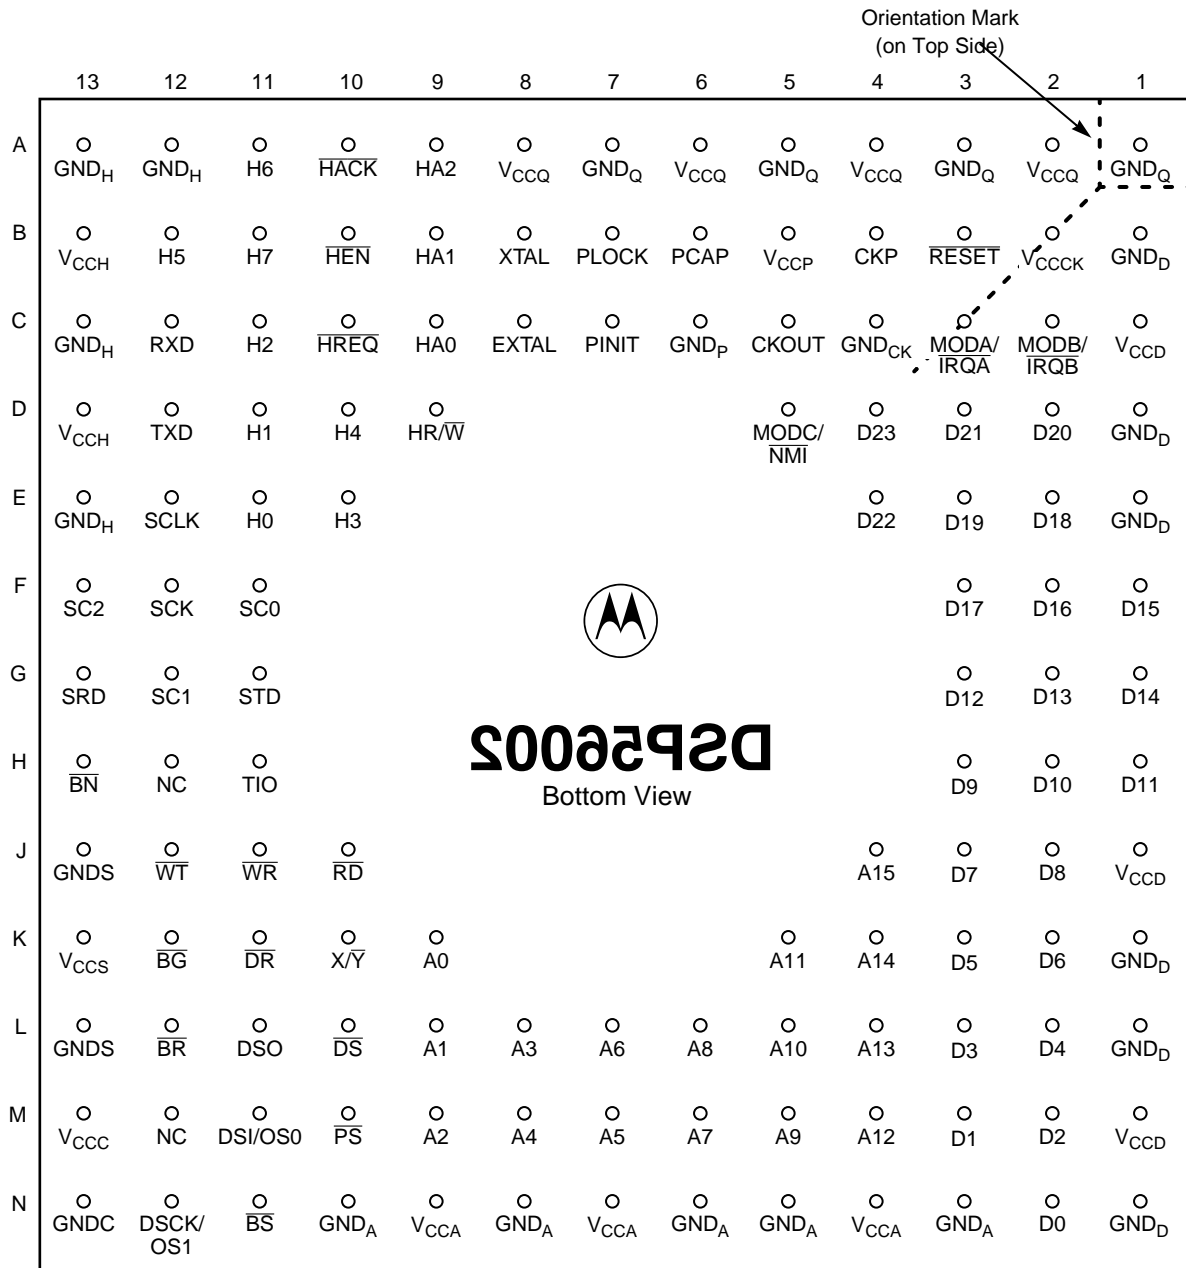 Orientation Mark
(on Top Side)
13 12 11 10 9 8 7 6 5 4 3 2 1
A GNDH GNDH H6 HACK HA2 VCCQ GNDQ VCCQ GNDQ VCCQ GNDQ VCCQ GNDQ
B VCCH H5 H7 HEN HA1 XTAL PLOCK PCAP VCCP CKP RESET VCCCK GNDD
C GNDH RXD H2 HREQ HA0 EXTAL PINIT GNDP CKOUT GNDCK MODA/ MODB/ VCCD
IRQA IRQB
D VCCH TXD H1 H4 HR/W MODC/ D23 D21 D20 GNDD
NMI
E GNDH SCLK H0 H3 D22 D19 D18 GNDD
F SC2 SCK SC0 D17 D16 D15
G SRD SC1 STD D12 D13 D14
DSP56002
H BN NC TIO D9 D10 D11
Bottom View
J GNDS WT WR RD A15 D7 D8 VCCD
K VCCS BG DR X/Y A0 A11 A14 D5 D6 GNDD
L GNDS BR DSO DS A1 A3 A6 A8 A10 A13 D3 D4 GNDD
M VCCC NC DSI/OS0 PS A2 A4 A5 A7 A9 A12 D1 D2 VCCD
N GNDC DSCK/ BS GNDA VCCA GNDA VCCA GNDA GNDA VCCA GNDA D0 GNDD
OS1